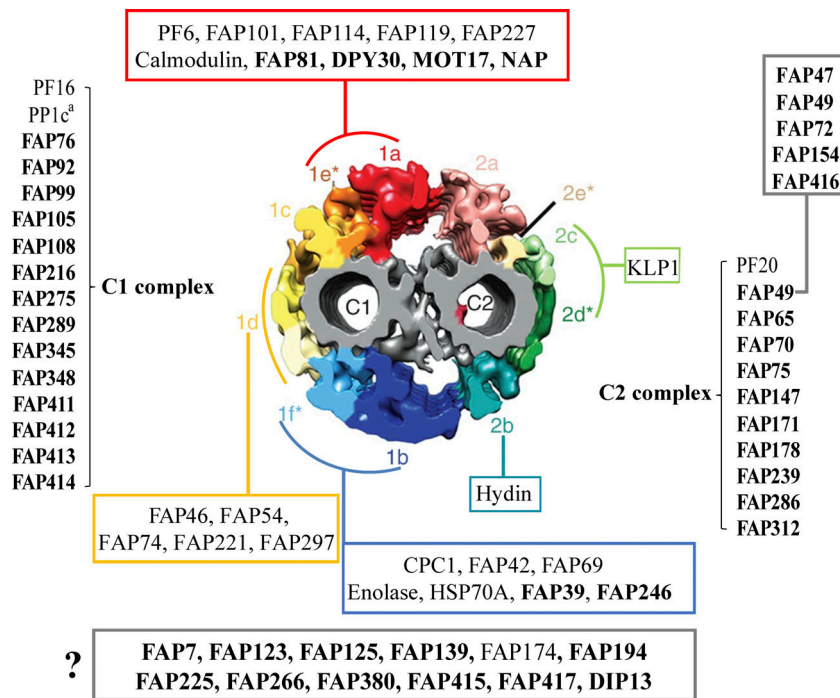 PF6, FAP101, FAP114, FAP119, FAP227
Calmodulin, FAP81, DPY30, MOT17, NAP
PF16
PP1cª
FAP76
FAP92
FAP99
FAP105
FAP108
FAP216
FAP275
FAP289
FAP345
FAP348
FAP411
FAP412
FAP413
FAP414
C1 complex
1a
1e*
1c
1d
1f*
1b
C1
C2
2a
2e*
2c
2d*
2b
KLP1
Hydin
FAP47
FAP49
FAP72
FAP154
FAP416
C2 complex
PF20
FAP49
FAP65
FAP70
FAP75
FAP147
FAP171
FAP178
FAP239
FAP286
FAP312
FAP46, FAP54,
FAP74, FAP221, FAP297
CPC1, FAP42, FAP69
Enolase, HSP70A, FAP39, FAP246
?
FAP7, FAP123, FAP125, FAP139, FAP174, FAP194
FAP225, FAP266, FAP380, FAP415, FAP417, DIP13